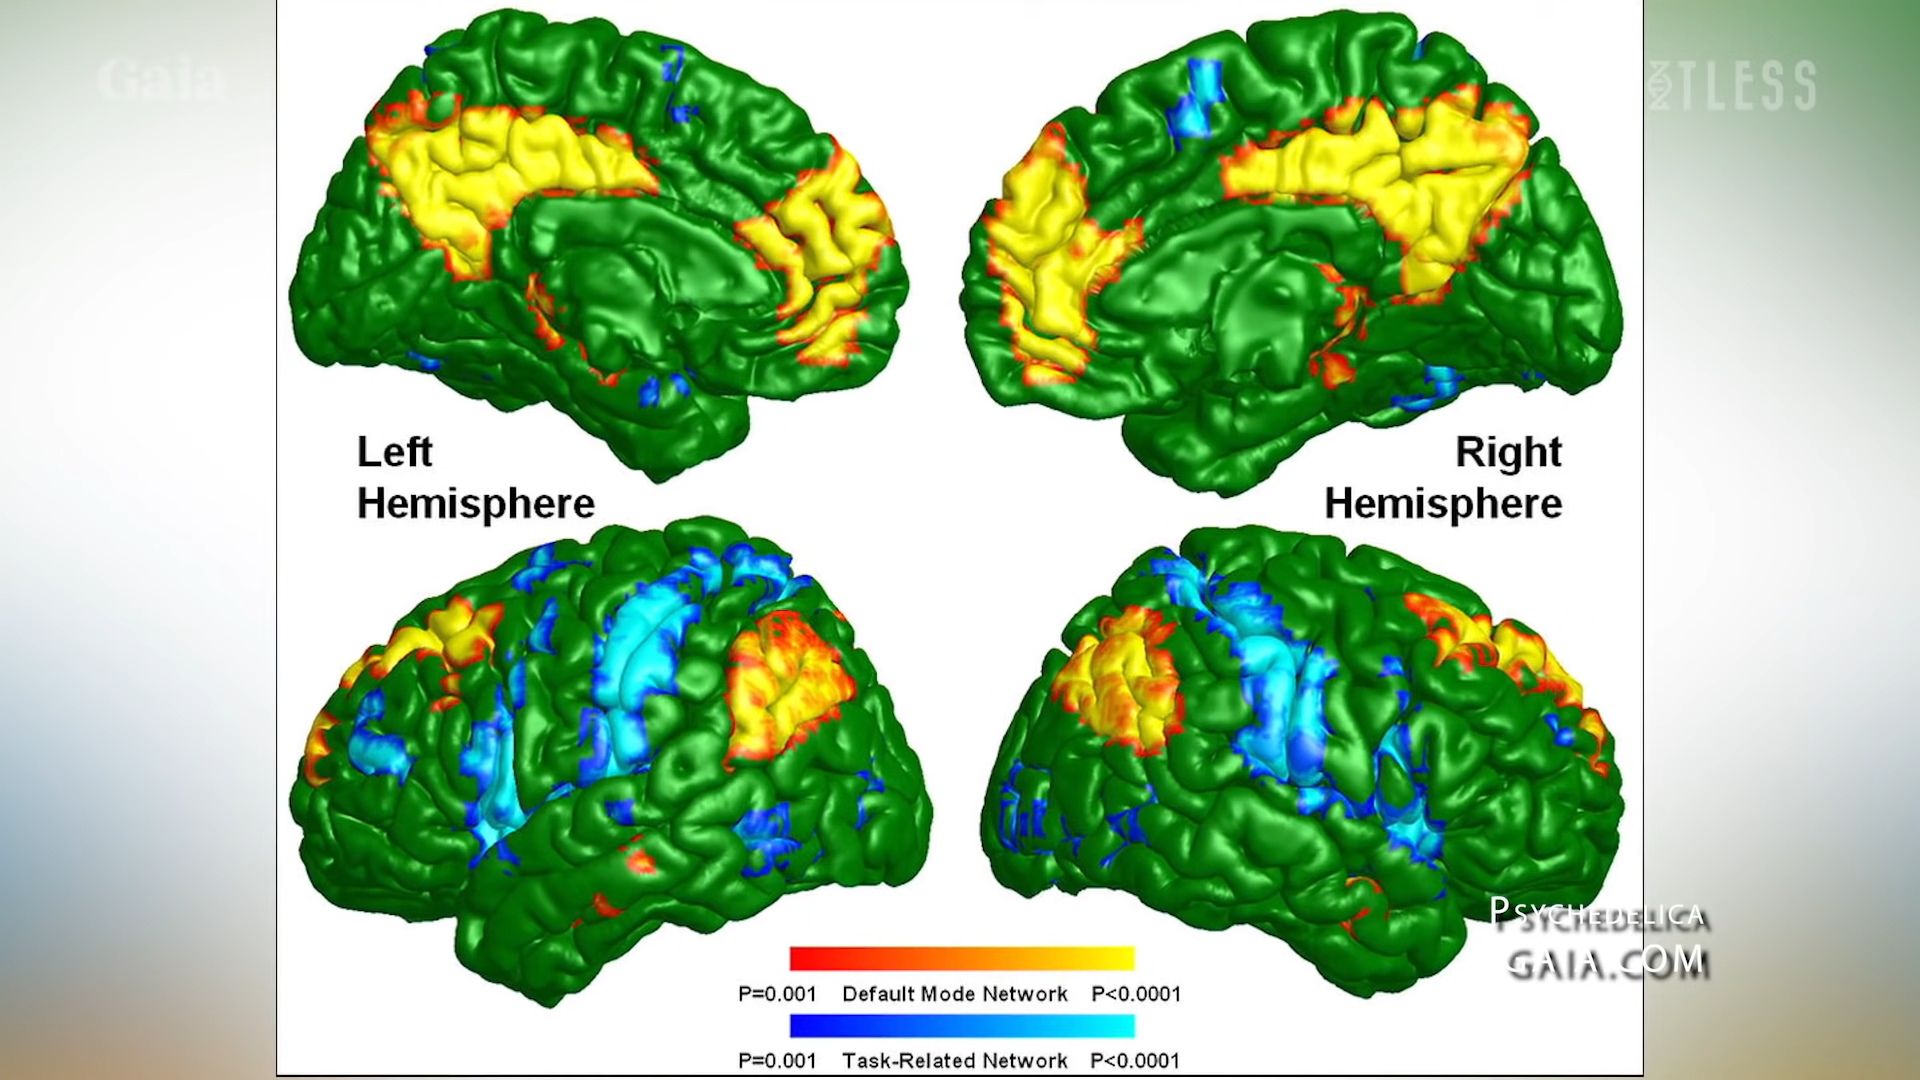 Gaia
TLESS
Left
Hemisphere
Right
Hemisphere
PSYCHEDELICA
GAIA.COM
P=0.001 Default Mode Network P<0.0001
P=0.001 Task-Related Network P<0.0001